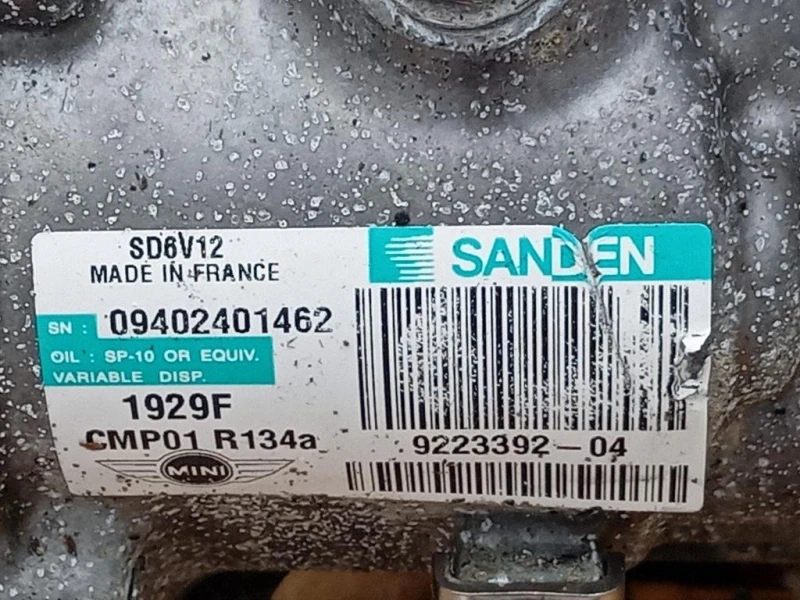 SD6V12
MADE IN FRANCE
SANDEN
SN : 09402401462
OIL : SP-10 OR EQUIV.
VARIABLE DISP.
1929F
CMP01 R134a
9223392-04
MINI